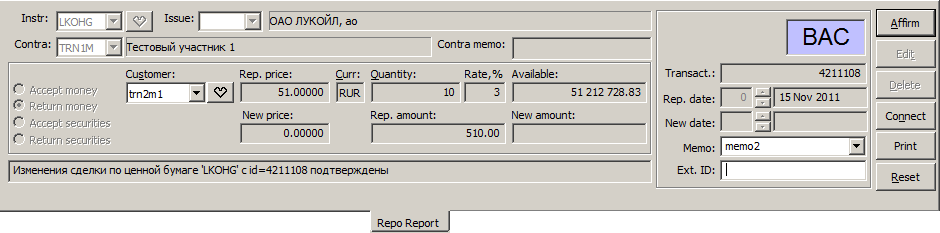 Instr: LKOHG Issue: ОАО ЛУКОЙЛ, ао
Contra: TRN1M Тестовый участник 1 Contra memo:
Accept money
Return money
Accept securities
Return securities
Customer: Rep. price: Curr: Quantity: Rate,% Available:
trn2m1 51.00000 RUR 10 3 51 212 728.83
New price: Rep. amount: New amount:
0.00000 510.00
Изменения сделки по ценной бумаге 'LKOHG' с id=4211108 подтверждены
BAC
Transact.: 4211108
Rep. date: 0 15 Nov 2011
New date:
Memo: memo2
Ext. ID:
Affirm
Edit
Delete
Connect
Print
Reset
Repo Report